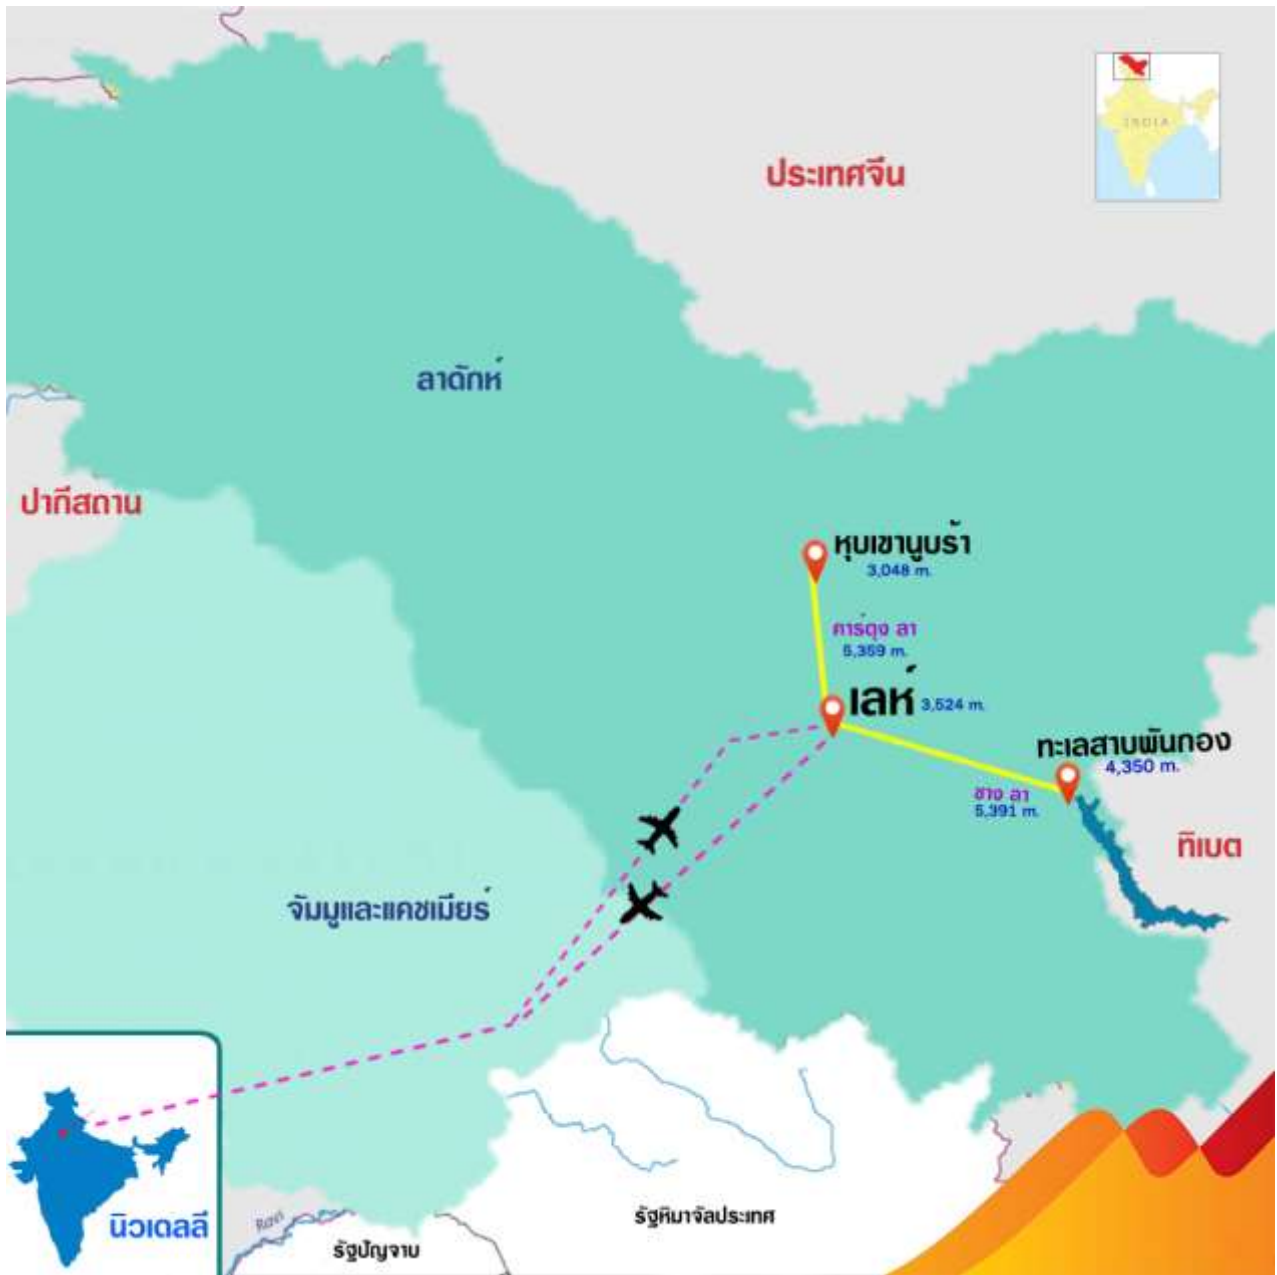 INDIA
ประเทศจีน
ลาดักห์
ปากีสถาน
หุบเขานูบร้า
3,048 m.
คาร์ดุง ลา
5,359 m.
เลห์ 3,524 m.
ทะเลสาบพันกอง
4,350 m.
ชาง ลา
5,391 m.
ทิเบต
จัมมูและแคชเมียร์
นิวเดลลี
Ravi
รัฐปัญจาบ
รัฐหิมาจัลประเทศ